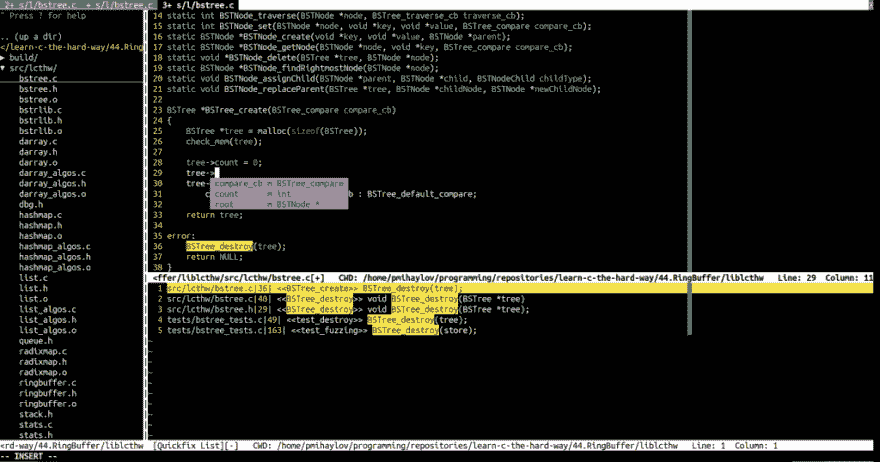 2+ s/l/bstree.c  + s/l/bstree.c  3+ s/l/bstree.c
" Press ? for help
.. (up a dir)
</learn-c-the-hard-way/44.Ring
▶ build/
▼ src/lcthw/
bstree.c
bstree.h
bstree.o
bstrlib.c
bstrlib.h
bstrlib.o
darray.c
darray.h
darray.o
darray_algos.c
darray_algos.h
darray_algos.o
dbg.h
hashmap.c
hashmap.h
hashmap.o
hashmap_algos.c
hashmap_algos.h
hashmap_algos.o
list.c
list.h
list.o
list_algos.c
list_algos.h
list_algos.o
queue.h
radixmap.c
radixmap.h
radixmap.o
ringbuffer.c
ringbuffer.h
ringbuffer.o
stack.h
stats.c
stats.h
<rd-way/44.RingBuffer/liblcthw
14 static int BSTNode_traverse(BSTNode *node, BSTree_traverse_cb traverse_cb);
15 static int BSTNode_set(BSTNode *node, void *key, void *value, BSTree_compare compare_cb);
16 static BSTNode *BSTNode_create(void *key, void *value, BSTNode *parent);
17 static BSTNode *BSTNode_getNode(BSTNode *node, void *key, BSTree_compare compare_cb);
18 static void *BSTNode_delete(BSTree *tree, BSTNode *node);
19 static BSTNode *BSTNode_findRightmostNode(BSTNode *node);
20 static void BSTNode_assignChild(BSTNode *parent, BSTNode *child, BSTNodeChild childType);
21 static void BSTNode_replaceParent(BSTree *tree, BSTNode *childNode, BSTNode *newChildNode);
22
23 BSTree *BSTree_create(BSTree_compare compare_cb)
24 {
25 BSTree *tree = malloc(sizeof(BSTree));
26 check_mem(tree);
27
28 tree->count = 0;
29 tree->
30 tree- compare_cb m BSTree_compare
31 c count m int b : BSTree_default_compare;
32 root m BSTNode *
33 return tree;
34
35 error:
36 BSTree_destroy(tree);
37 return NULL;
38 }
<ffer/liblcthw/src/lcthw/bstree.c[+] CWD: /home/pmihaylov/programming/repositories/learn-c-the-hard-way/44.RingBuffer/liblcthw Line: 29 Column: 11
1 src/lcthw/bstree.c|36| <<BSTree_create>> BSTree_destroy(tree);
2 src/lcthw/bstree.c|40| <<BSTree_destroy>> void BSTree_destroy(BSTree *tree)
3 src/lcthw/bstree.h|29| <<BSTree_destroy>> void BSTree_destroy(BSTree *tree);
4 tests/bstree_tests.c|49| <<test_destroy>> BSTree_destroy(tree);
5 tests/bstree_tests.c|163| <<test_fuzzing>> BSTree_destroy(store);
[Quickfix List][-] CWD: /home/pmihaylov/programming/repositories/learn-c-the-hard-way/44.RingBuffer/liblcthw Line: 1 Column: 1
-- INSERT --